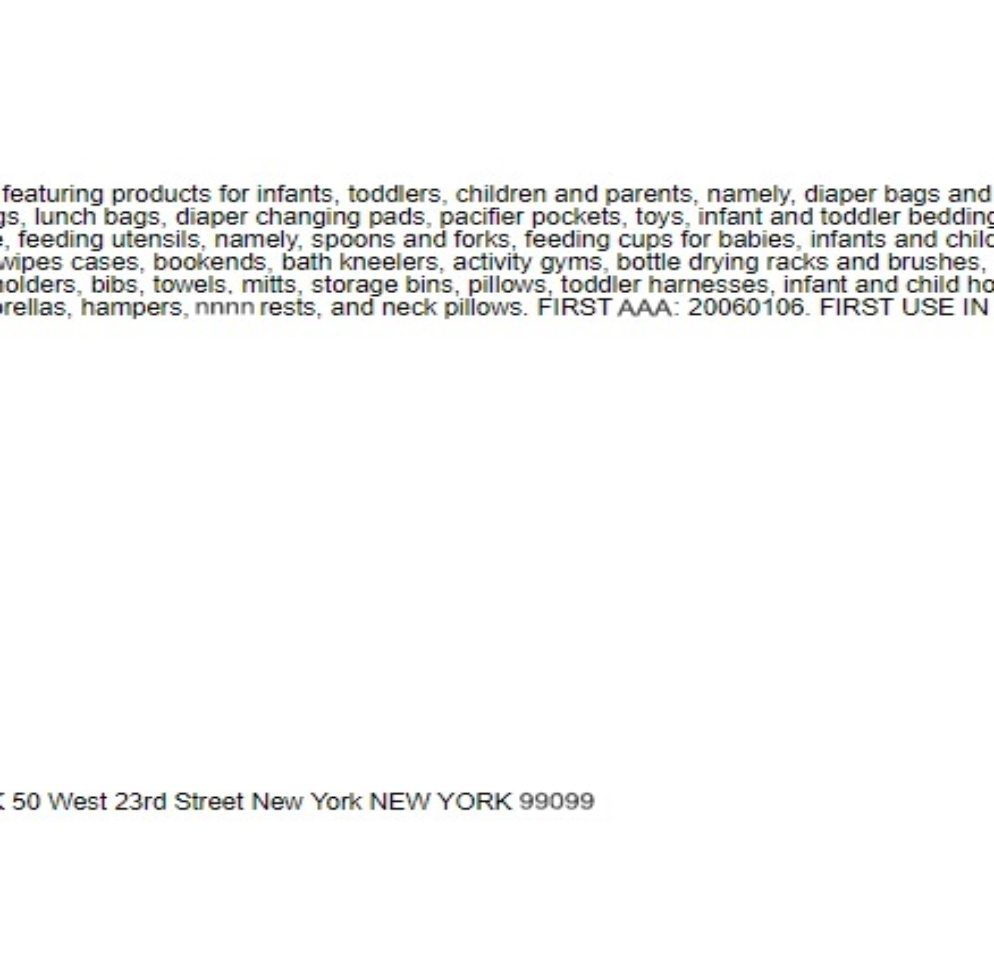 featuring products for infants, toddlers, children and parents, namely, diaper bags and
gs, lunch bags, diaper changing pads, pacifier pockets, toys, infant and toddler bedding
, feeding utensils, namely, spoons and forks, feeding cups for babies, infants and chil
wipes cases, bookends, bath kneelers, activity gyms, bottle drying racks and brushes,
holders, bibs, towels. mitts, storage bins, pillows, toddler harnesses, infant and child ho
rellas, hampers, nnnn rests, and neck pillows. FIRST AAA: 20060106. FIRST USE IN
50 West 23rd Street New York NEW YORK 99099